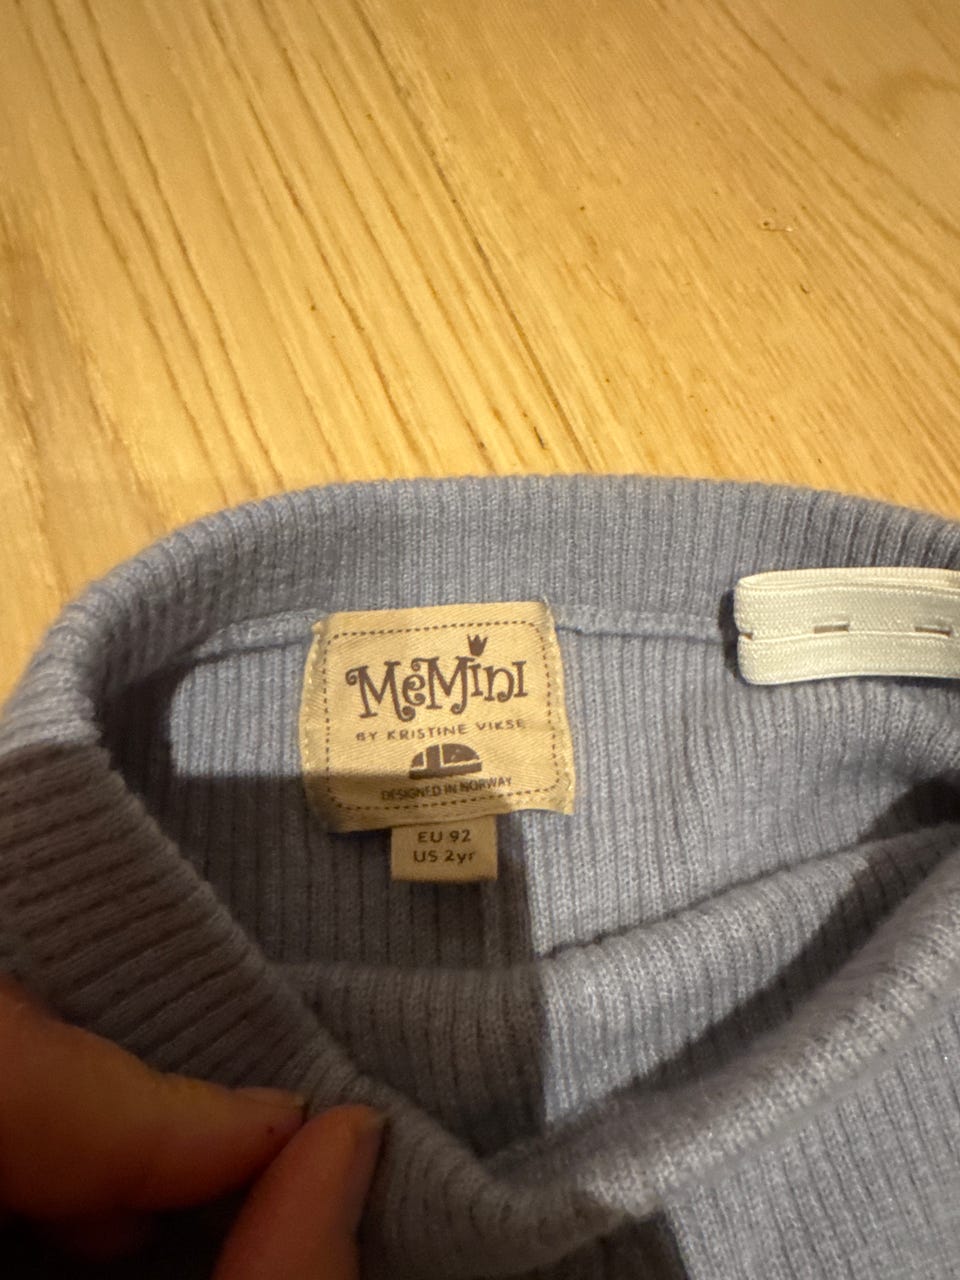 MeMini
BY KRISTINE VIKSE
DESIGNED IN NORWAY
EU 92
US 2yr